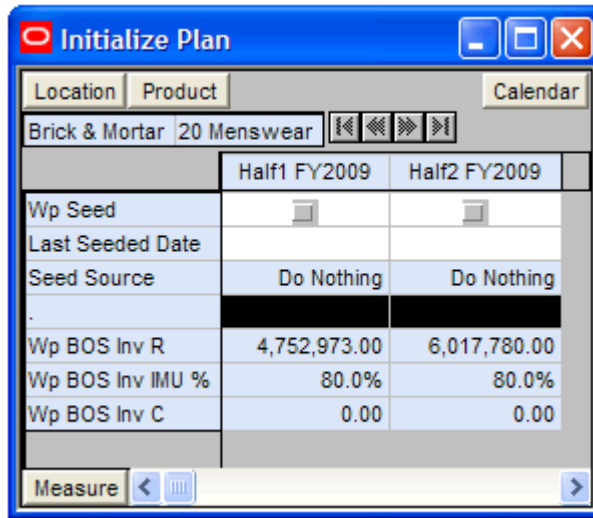 Initialize Plan
Location Product Calendar
Brick & Mortar 20 Menswear
Half1 FY2009 Half2 FY2009
Wp Seed
Last Seeded Date
Seed Source Do Nothing Do Nothing
.
Wp BOS Inv R 4,752,973.00 6,017,780.00
Wp BOS Inv IMU % 80.0% 80.0%
Wp BOS Inv C 0.00 0.00
Measure